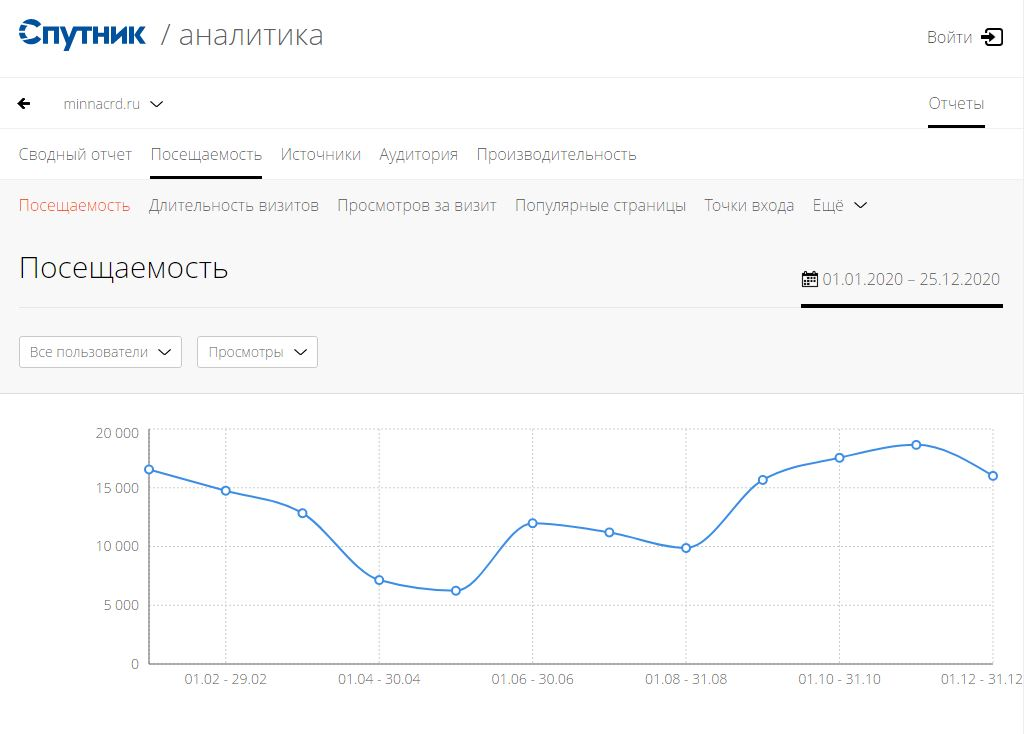 Спутник / аналитика
Войти
minnacrd.ru
Отчеты
Сводный отчет Посещаемость Источники Аудитория Производительность
Посещаемость Длительность визитов Просмотров за визит Популярные страницы Точки входа Ещё
Посещаемость
01.01.2020 – 25.12.2020
Все пользователи Просмотры
20 000
15 000
10 000
5 000
0
01.02 - 29.02 01.04 - 30.04 01.06 - 30.06 01.08 - 31.08 01.10 - 31.10 01.12 - 31.12